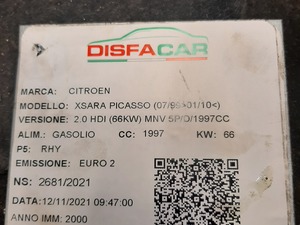 DISFACAR
MARCA: CITROEN
MODELLO: XSARA PICASSO (07/99>01/10<)
VERSIONE: 2.0 HDI (66KW) MNV 5P/D/1997CC
ALIM.: GASOLIO CC: 1997 KW: 66
P5: RHY
EMISSIONE: EURO 2
NS: 2681/2021
DATA: 12/11/2021 09:47:00
ANNO IMM: 2000